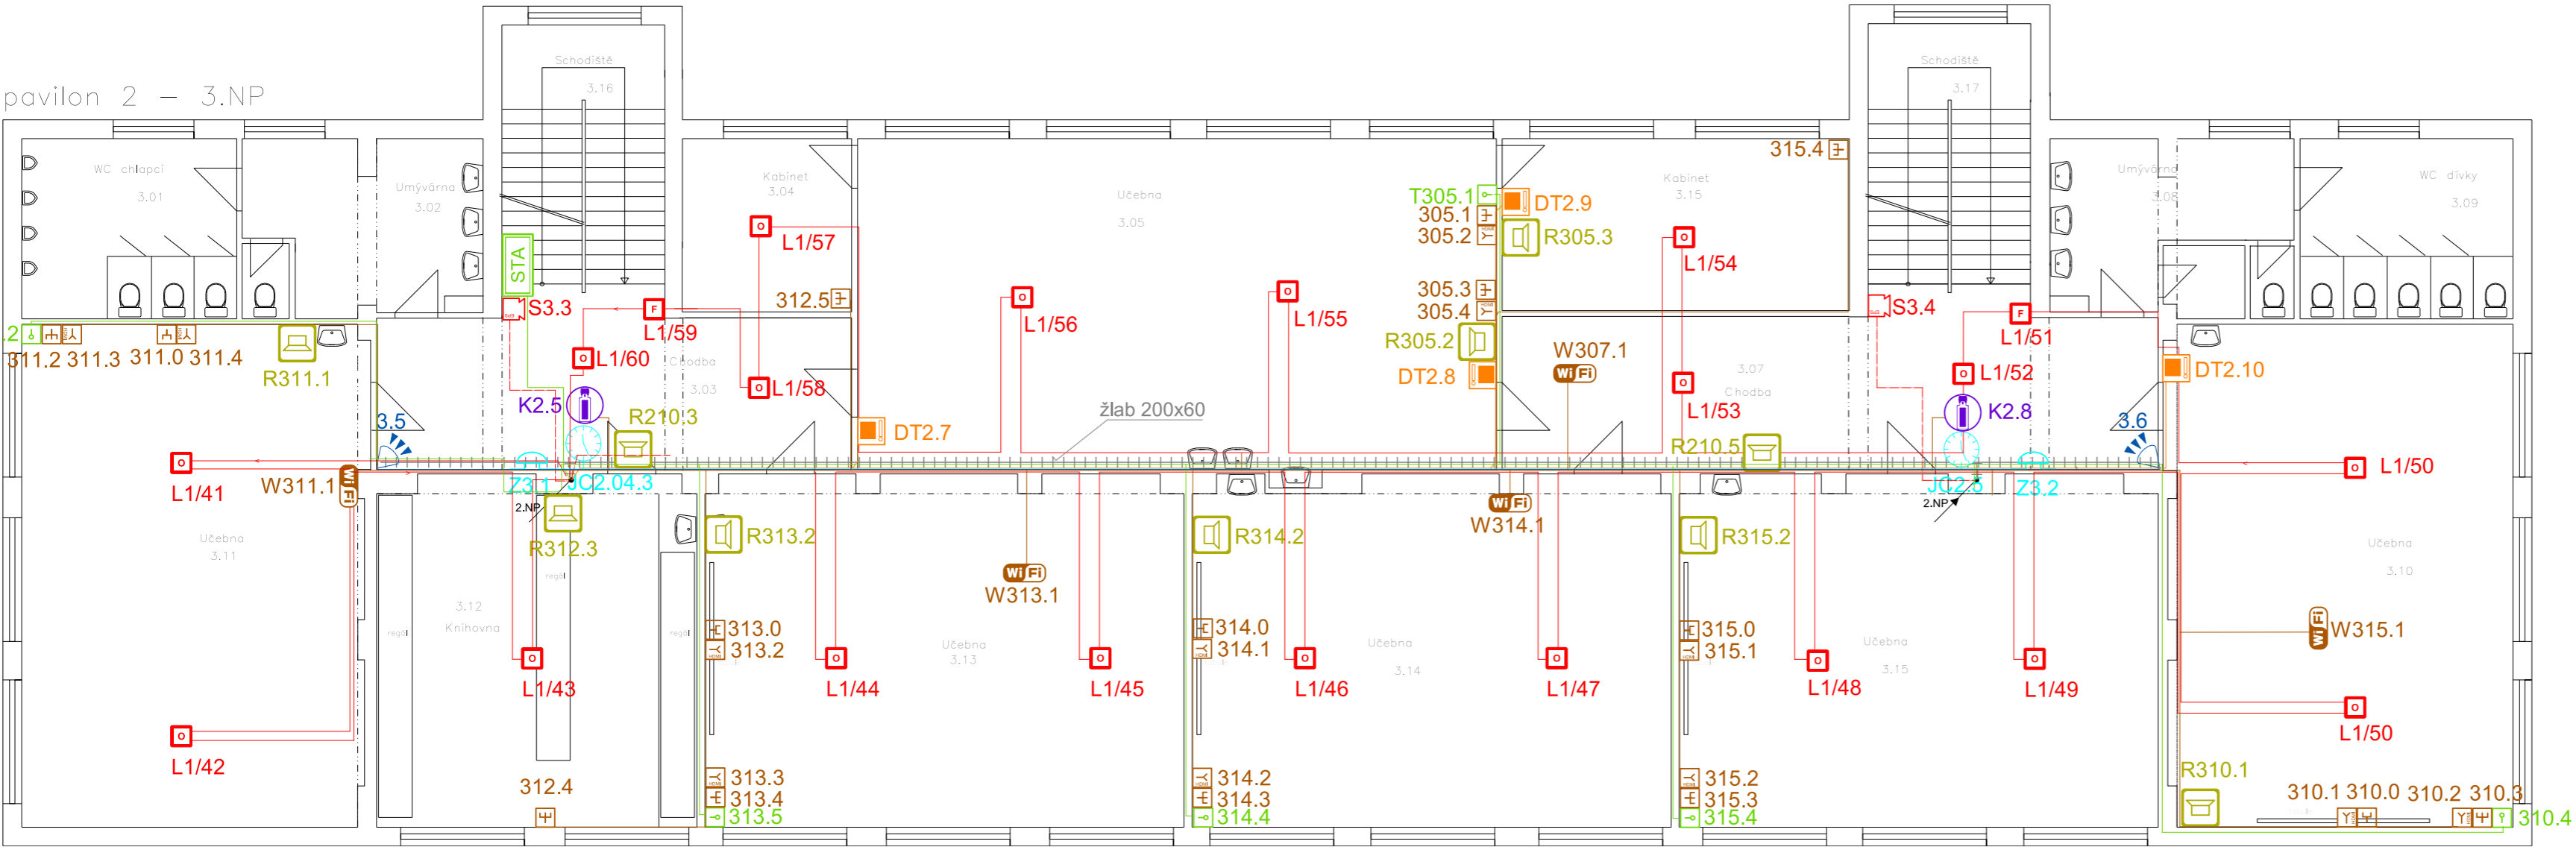 pavilon 2 – 3.NP
Schodiště
3.16
Schodiště
3.17
WC chlapci
3.01
Umývárna
3.02
Kabinet
3.04
Učebna
3.05
Kabinet
3.15
315.4
Umývárna
3.08
WC dívky
3.09
T305.1
305.1
305.2
DT2.9
R305.3
L1/57
L1/54
STA
S3.3
312.5
L1/59
L1/56
L1/55
305.3
305.4
S3.4
L1/51
.2
311.2
311.3
311.0
311.4
R311.1
L1/60
Chodba
3.03
L1/58
R305.2
DT2.8
W307.1
WiFi
L1/53
3.07
Chodba
L1/52
DT2.10
K2.5
R210.3
DT2.7
žlab 200x60
R210.5
K2.8
3.5
3.6
L1/41
W311.1
WiFi
Z3.1
JC2.04.3
2.NP
R312.3
R313.2
R314.2
WiFi
W314.1
R315.2
JC2.5
Z3.2
2.NP
L1/50
Učebna
3.11
regál
WiFi
W313.1
Učebna
3.10
3.12
Knihovna
regál
regál
313.0
313.2
Učebna
3.13
314.0
314.1
Učebna
3.14
315.0
315.1
Učebna
3.15
WiFi
W315.1
L1/43
L1/44
L1/45
L1/46
L1/47
L1/48
L1/49
L1/50
L1/42
312.4
313.3
313.4
313.5
314.2
314.3
314.4
315.2
315.3
315.4
R310.1
310.1
310.0
310.2
310.3
310.4